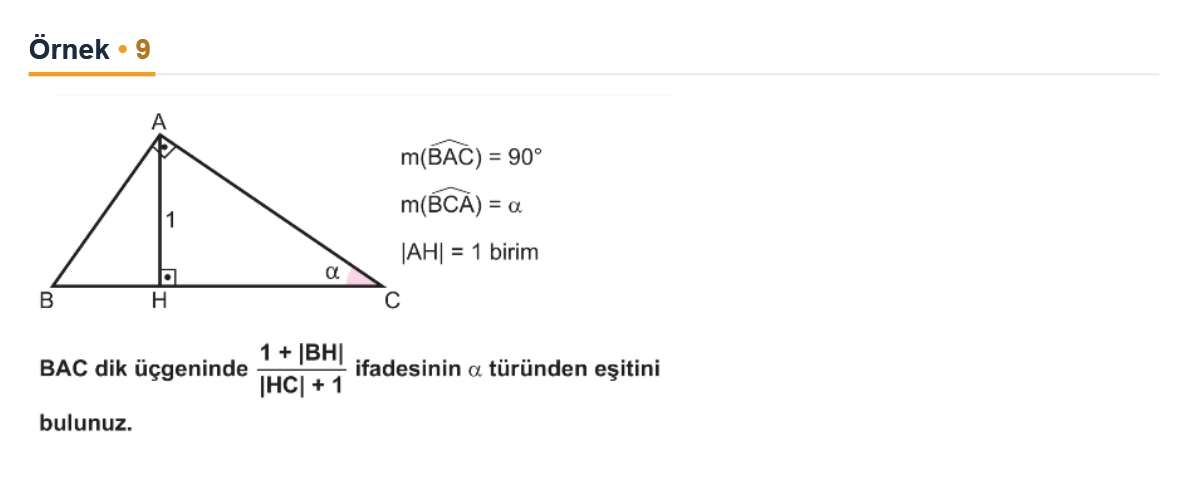 Örnek • 9
A
1
α
B
H
C
m(BAC) = 90°
m(BCA) = α
|AH| = 1 birim
BAC dik üçgeninde 1 + |BH| / |HC| + 1 ifadesinin α türünden eşitini
bulunuz.